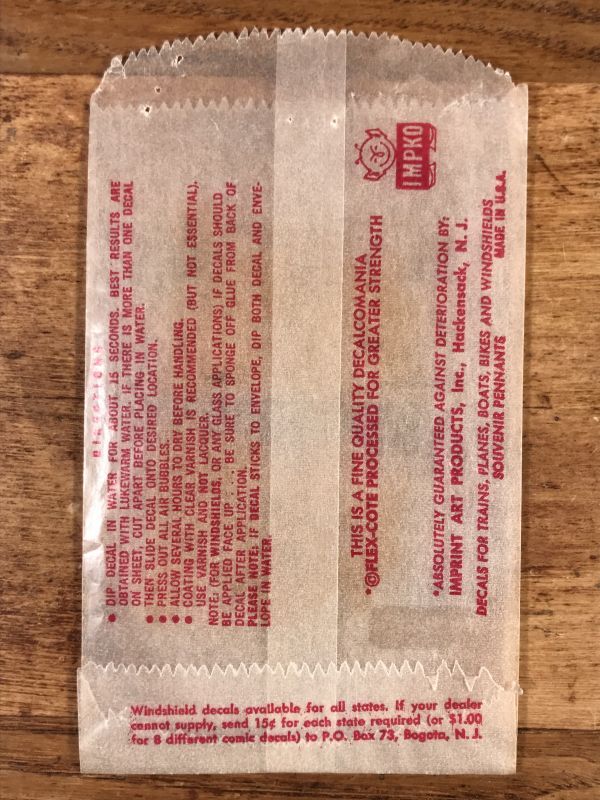 DIRECTIONS
● DIP DECAL IN WATER FOR ABOUT 15 SECONDS. BEST RESULTS ARE
OBTAINED WITH LUKEWARM WATER. IF THERE IS MORE THAN ONE DECAL
ON SHEET, CUT APART BEFORE PLACING IN WATER.
● THEN SLIDE DECAL ONTO DESIRED LOCATION.
● PRESS OUT ALL AIR BUBBLES.
● ALLOW SEVERAL HOURS TO DRY BEFORE HANDLING.
● COATING WITH CLEAR VARNISH IS RECOMMENDED (BUT NOT ESSENTIAL).
USE VARNISH AND NOT LACQUER.
NOTE: (FOR WINDSHIELDS, OR ANY GLASS APPLICATIONS) IF DECALS SHOULD
BE APPLIED FACE UP . . . , BE SURE TO SPONGE OFF GLUE FROM BACK OF
DECAL AFTER APPLICATION.
PLEASE NOTE: IF DECAL STICKS TO ENVELOPE, DIP BOTH DECAL AND ENVE-
LOPE IN WATER.
THIS IS A FINE QUALITY DECALCOMANIA
*@FLEX-COTE PROCESSED FOR GREATER STRENGTH
IMPKO
*ABSOLUTELY GUARANTEED AGAINST DETERIORATION BY:
IMPRINT ART PRODUCTS, Inc., Hackensack, N. J.
DECALS FOR TRAINS, PLANES, BOATS, BIKES AND WINDSHIELDS
SOUVENIR PENNANTS
MADE IN U.S.A.
Windshield decals available for all states. If your dealer
cannot supply, send 15¢ for each state required (or $1.00
for 8 different comic decals) to P.O. Box 73, Bogota, N. J.